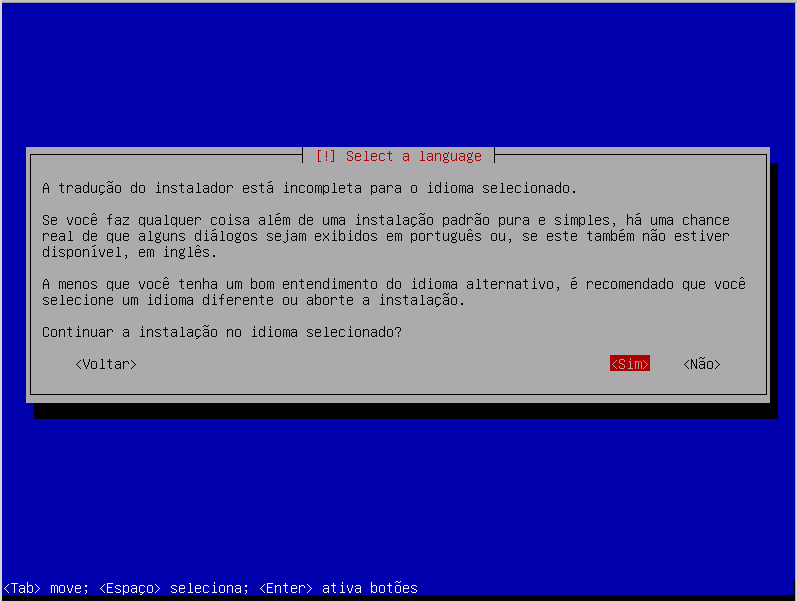 [!] Select a language
A tradução do instalador está incompleta para o idioma selecionado.
Se você faz qualquer coisa além de uma instalação padrão pura e simples, há uma chance
real de que alguns diálogos sejam exibidos em português ou, se este também não estiver
disponível, em inglês.
A menos que você tenha um bom entendimento do idioma alternativo, é recomendado que você
selecione um idioma diferente ou aborte a instalação.
Continuar a instalação no idioma selecionado?
<Voltar> <Sim> <Não>
<Tab> move; <Espaço> seleciona; <Enter> ativa botões